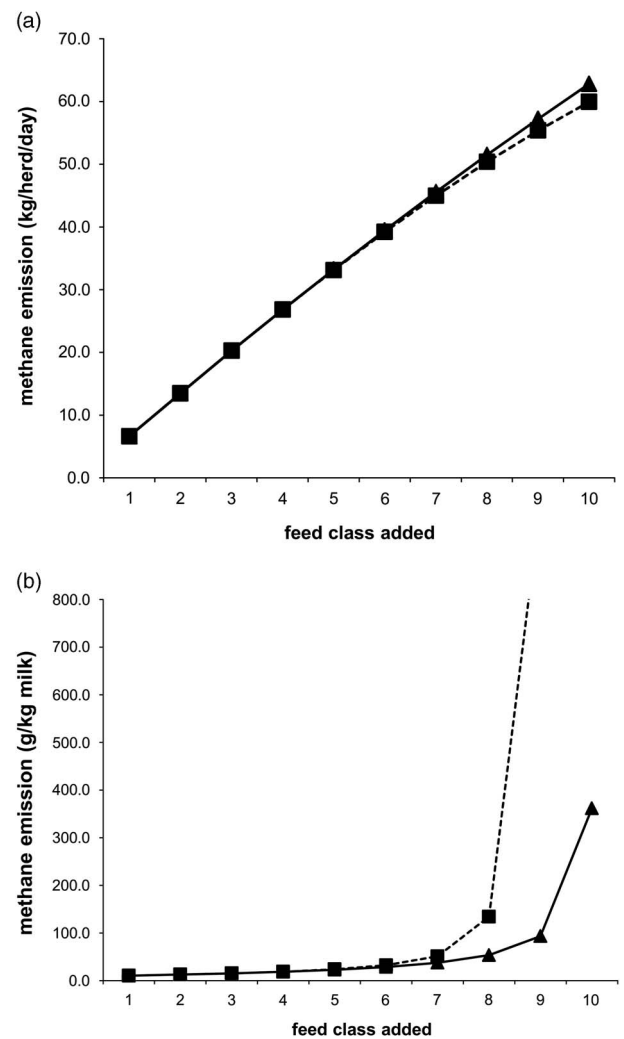 (a)
70.0
60.0
50.0
40.0
30.0
20.0
10.0
0.0
methane emission (kg/herd/day)
1 2 3 4 5 6 7 8 9 10
feed class added
(b)
800.0
700.0
600.0
500.0
400.0
300.0
200.0
100.0
0.0
methane emission (g/kg milk)
1 2 3 4 5 6 7 8 9 10
feed class added